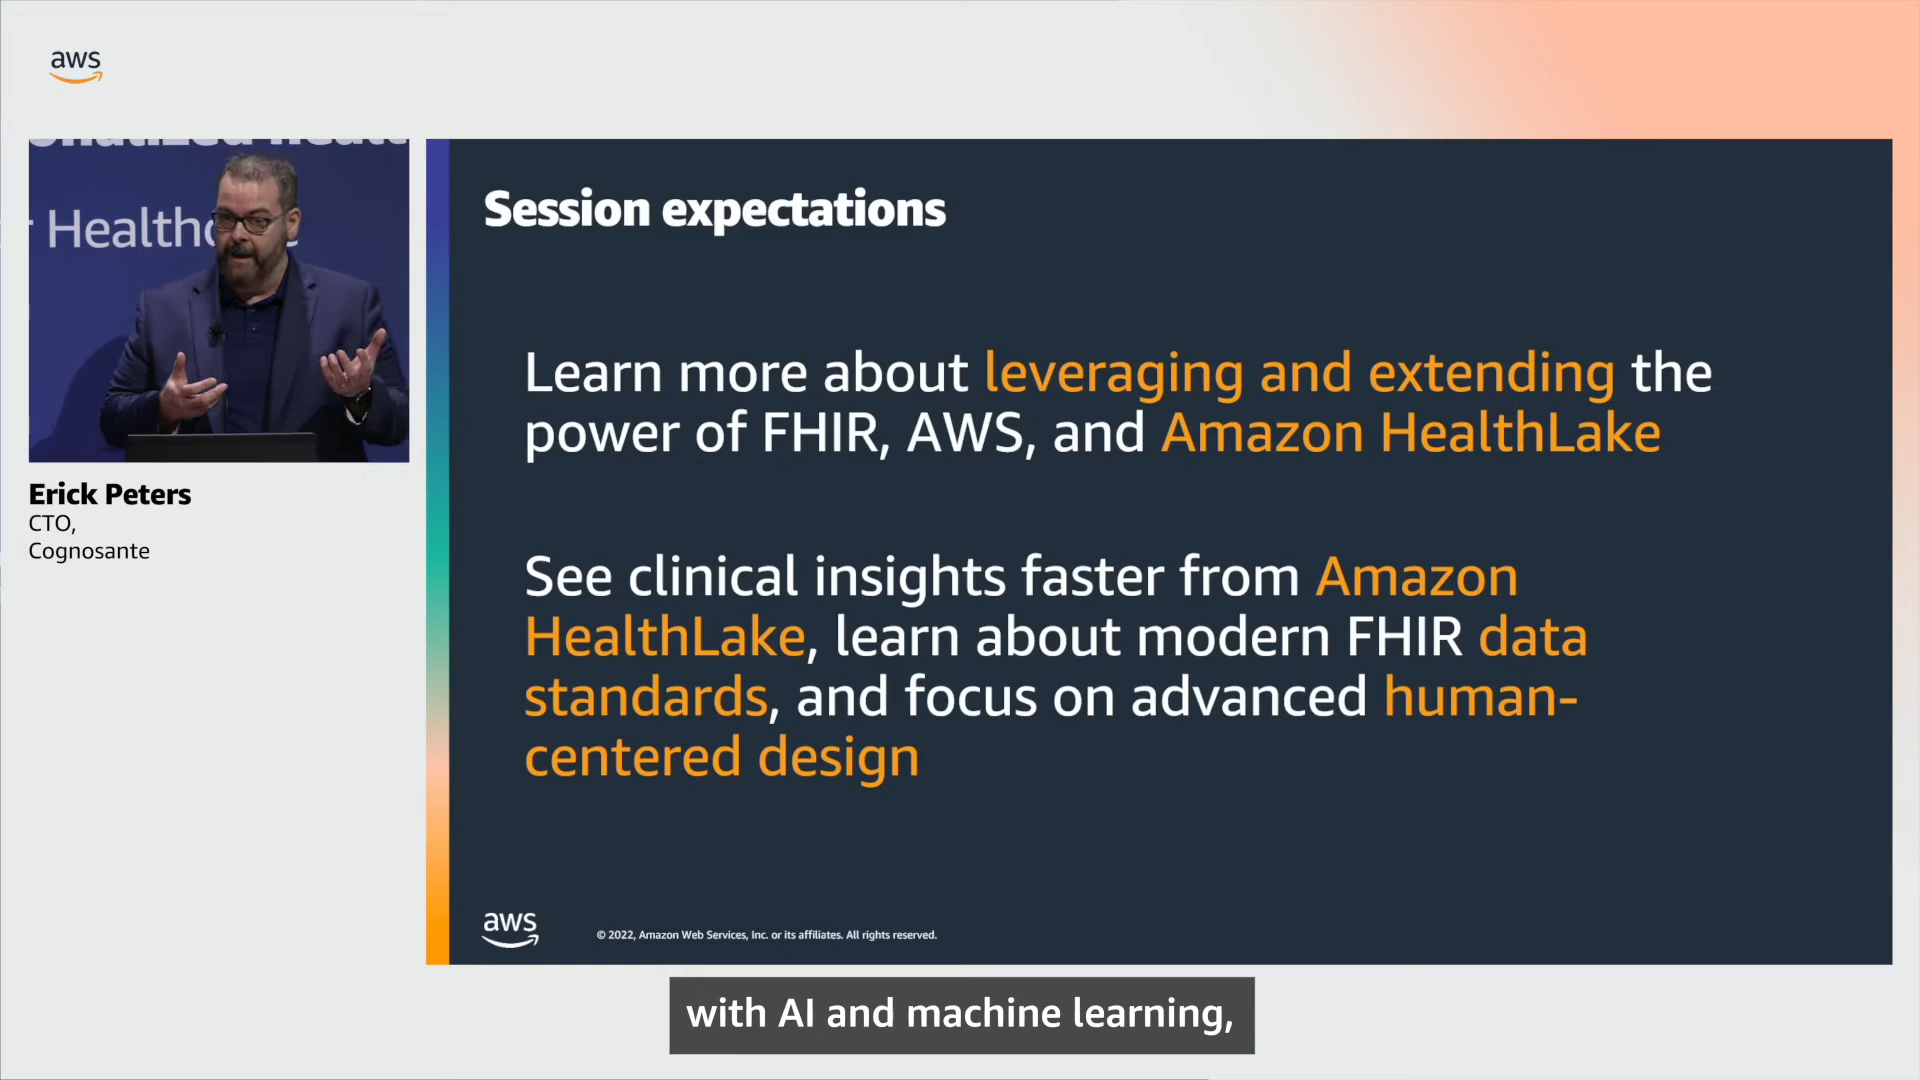 aws
Healthc
Erick Peters
CTO,
Cognosante
Session expectations
Learn more about leveraging and extending the
power of FHIR, AWS, and Amazon HealthLake
See clinical insights faster from Amazon
HealthLake, learn about modern FHIR data
standards, and focus on advanced human-
centered design
aws
© 2022, Amazon Web Services, Inc. or its affiliates. All rights reserved.
with AI and machine learning,